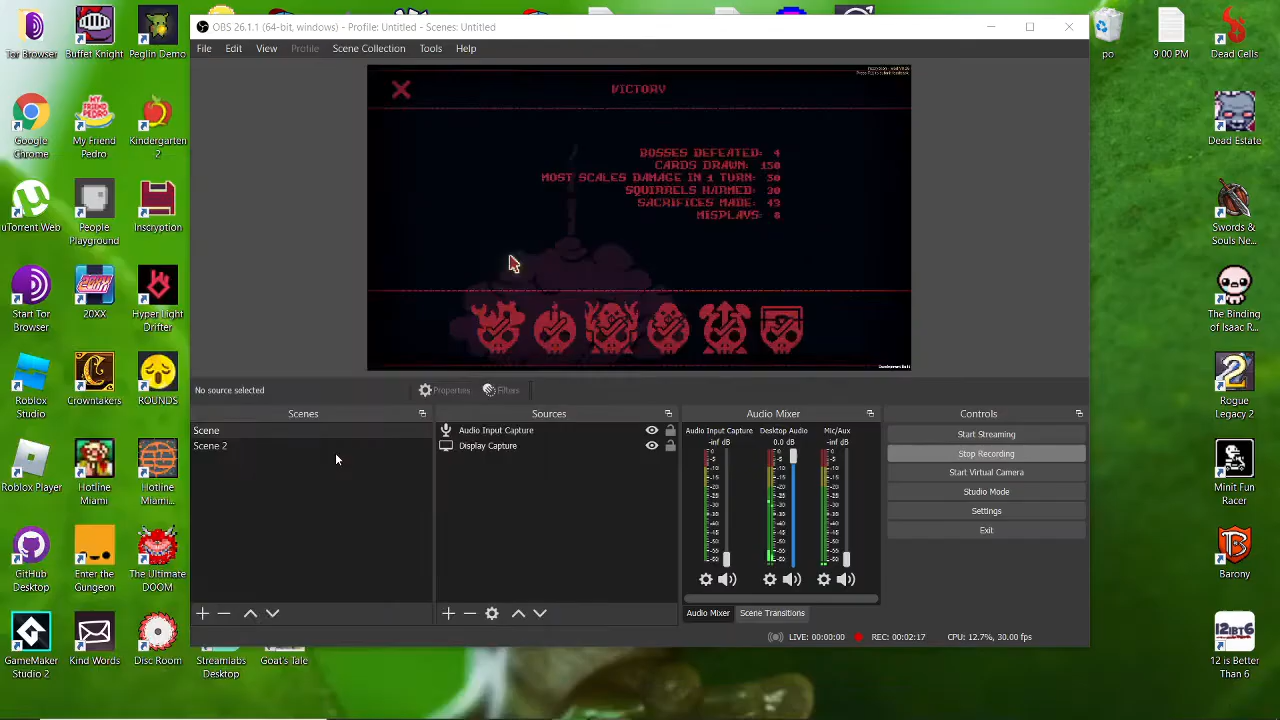 OBS 26.1.1 (64-bit, windows) - Profile: Untitled - Scenes: Untitled
File Edit View Profile Scene Collection Tools Help
VICTORY
BOSSES DEFEATED: 4
CARDS DRAWN: 150
MOST SCALES DAMAGE IN 1 TURN: 50
SQUIRRELS HARMED: 20
SACRIFICES MADE: 43
MISPLAYS: 8
No source selected
Properties
Filters
Scenes
Scene
Scene 2
Sources
Audio Input Capture
Display Capture
Audio Mixer
Audio Input Capture Desktop Audio Mic/Aux
-inf dB 0.0 dB -inf dB
Audio Mixer Scene Transitions
Controls
Start Streaming
Stop Recording
Start Virtual Camera
Studio Mode
Settings
Exit
LIVE: 00:00:00 REC: 00:02:17 CPU: 12.7%, 30.00 fps
Tor Browser
Buffet Knight
Peglin Demo
Google Chrome
My Friend Pedro
Kindergarten 2
uTorrent Web
People Playground
Inscryption
Start Tor Browser
20XX
Hyper Light Drifter
Roblox Studio
Crowntakers
ROUNDS
Roblox Player
Hotline Miami
Hotline Miami...
GitHub Desktop
Enter the Gungeon
The Ultimate DOOM
GameMaker Studio 2
Kind Words
Disc Room
Streamlabs Desktop
Goat's Tale
po
9:00 PM
Dead Cells
Dead Estate
Swords & Souls Ne...
The Binding of Isaac R...
Rogue Legacy 2
Minit Fun Racer
Barony
12 is Better Than 6